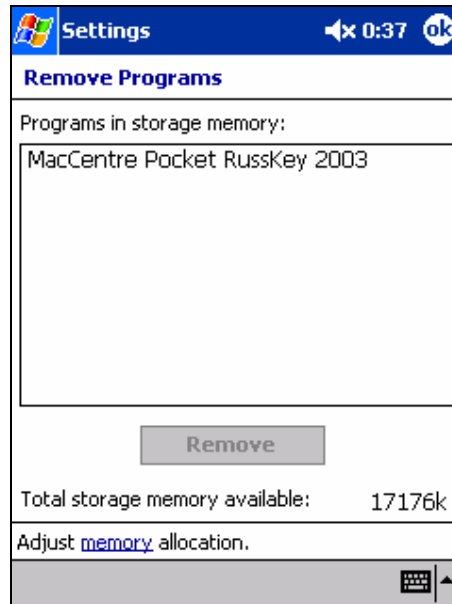 Settings 0:37 ok
Remove Programs
Programs in storage memory:
MacCentre Pocket RussKey 2003
Remove
Total storage memory available: 17176k
Adjust memory allocation.